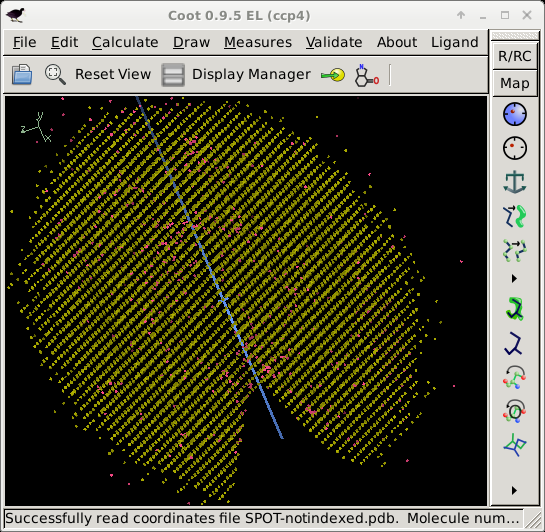 Coot 0.9.5 EL (ccp4)
File Edit Calculate Draw Measures Validate About Ligand
R/RC
Reset View Display Manager
Map
Successfully read coordinates file SPOT-notindexed.pdb. Molecule num...